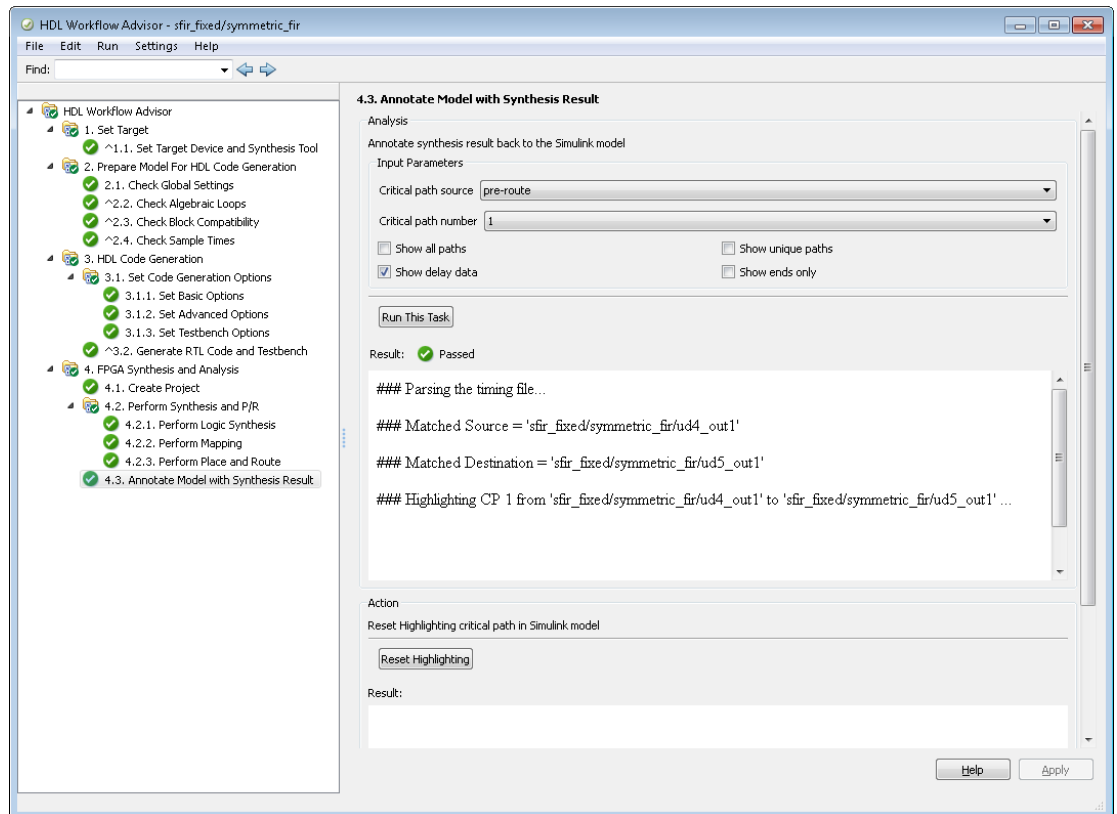 HDL Workflow Advisor - sfir_fixed/symmetric_fir
File Edit Run Settings Help
Find:
HDL Workflow Advisor
1. Set Target
^1.1. Set Target Device and Synthesis Tool
2. Prepare Model For HDL Code Generation
2.1. Check Global Settings
^2.2. Check Algebraic Loops
^2.3. Check Block Compatibility
^2.4. Check Sample Times
3. HDL Code Generation
3.1. Set Code Generation Options
3.1.1. Set Basic Options
3.1.2. Set Advanced Options
3.1.3. Set Testbench Options
^3.2. Generate RTL Code and Testbench
4. FPGA Synthesis and Analysis
4.1. Create Project
4.2. Perform Synthesis and P/R
4.2.1. Perform Logic Synthesis
4.2.2. Perform Mapping
4.2.3. Perform Place and Route
4.3. Annotate Model with Synthesis Result
4.3. Annotate Model with Synthesis Result
Analysis
Annotate synthesis result back to the Simulink model
Input Parameters
Critical path source pre-route
Critical path number 1
Show all paths Show unique paths
Show delay data Show ends only
Run This Task
Result: Passed
### Parsing the timing file...
### Matched Source = 'sfir_fixed/symmetric_fir/ud4_out1'
### Matched Destination = 'sfir_fixed/symmetric_fir/ud5_out1'
### Highlighting CP 1 from 'sfir_fixed/symmetric_fir/ud4_out1' to 'sfir_fixed/symmetric_fir/ud5_out1' ...
Action
Reset Highlighting critical path in Simulink model
Reset Highlighting
Result:
Help Apply